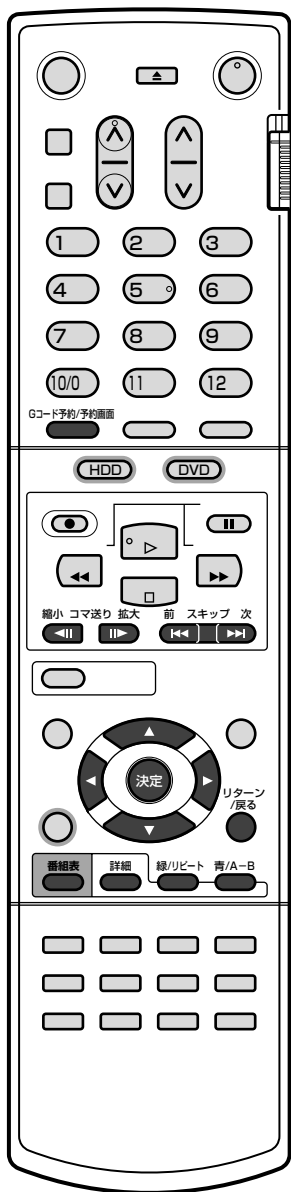 1 2 3
4 5 6
7 8 9
10/0 11 12
Gコード予約/予約画面
HDD DVD
縮小 コマ送り 拡大 前 スキップ 次
決定
リターン
/戻る
番組表 詳細 緑/リピート 青/A-B